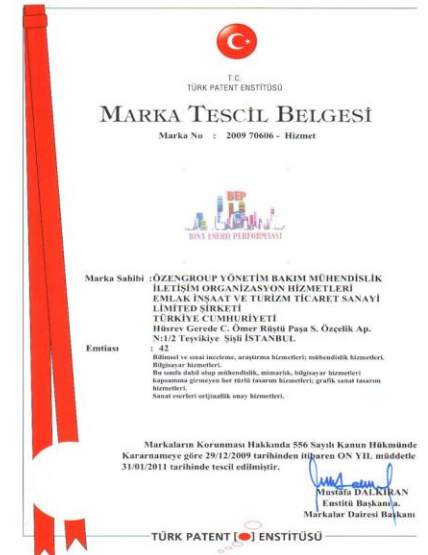 T.C.
TÜRK PATENT ENSTİTÜSÜ
MARKA TESCİL BELGESİ
Marka No : 2009 70606 - Hizmet
BEP
BINA ENERJI PERFORMANSI
Marka Sahibi : ÖZENGROUP YÖNETİM BAKIM MÜHENDİSLİK
İLETİŞİM ORGANİZASYON HİZMETLERİ
EMLAK İNŞAAT VE TURİZM TİCARET SANAYİ
LİMİTED ŞİRKETİ
TÜRKİYE CUMHURİYETİ
Hüsrev Gerede C. Ömer Rüştü Paşa S. Özçelik Ap.
N:1/2 Teşvikiye Şişli İSTANBUL
Emtiası : 42
Bilimsel ve sınai inceleme, araştırma hizmetleri; mühendislik hizmetleri.
Bilgisayar hizmetleri.
Bu sınıfa dahil olup mühendislik, mimarlık, bilgisayar hizmetleri
kapsamına girmeyen her türlü tasarım hizmetleri; grafik sanat tasarım
hizmetleri.
Sanat eserleri orijinallik onay hizmetleri.
Markaların Korunması Hakkında 556 Sayılı Kanun Hükmünde
Kararnameye göre 29/12/2009 tarihinden itibaren ON YIL müddetle
31/01/2011 tarihinde tescil edilmiştir.
Mustafa DALKIRAN
Enstitü Başkanı a.
Markalar Dairesi Başkanı
TÜRK PATENT [ ] ENSTİTÜSÜ